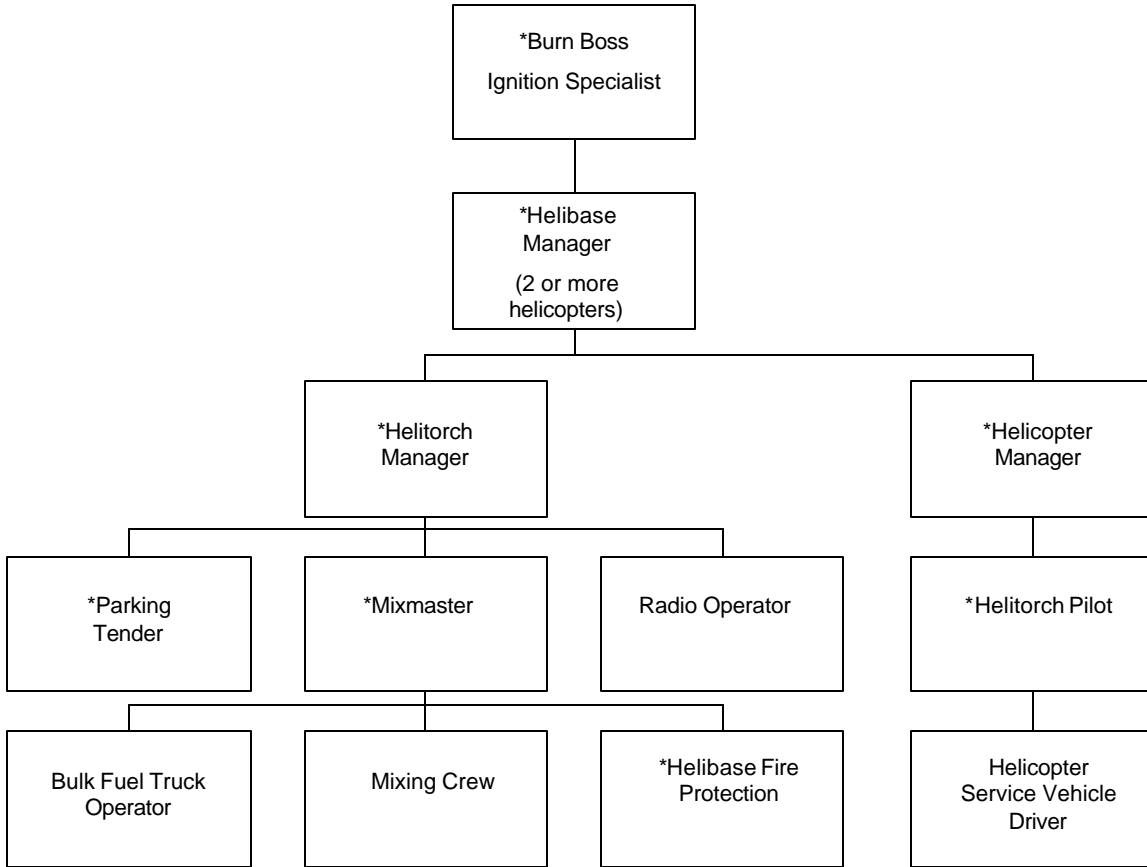 *Burn Boss
Ignition Specialist
*Helibase
Manager
(2 or more
helicopters)
*Helitorch
Manager
*Helicopter
Manager
*Parking
Tender
*Mixmaster
Radio Operator
*Helitorch Pilot
Bulk Fuel Truck
Operator
Mixing Crew
*Helibase Fire
Protection
Helicopter
Service Vehicle
Driver